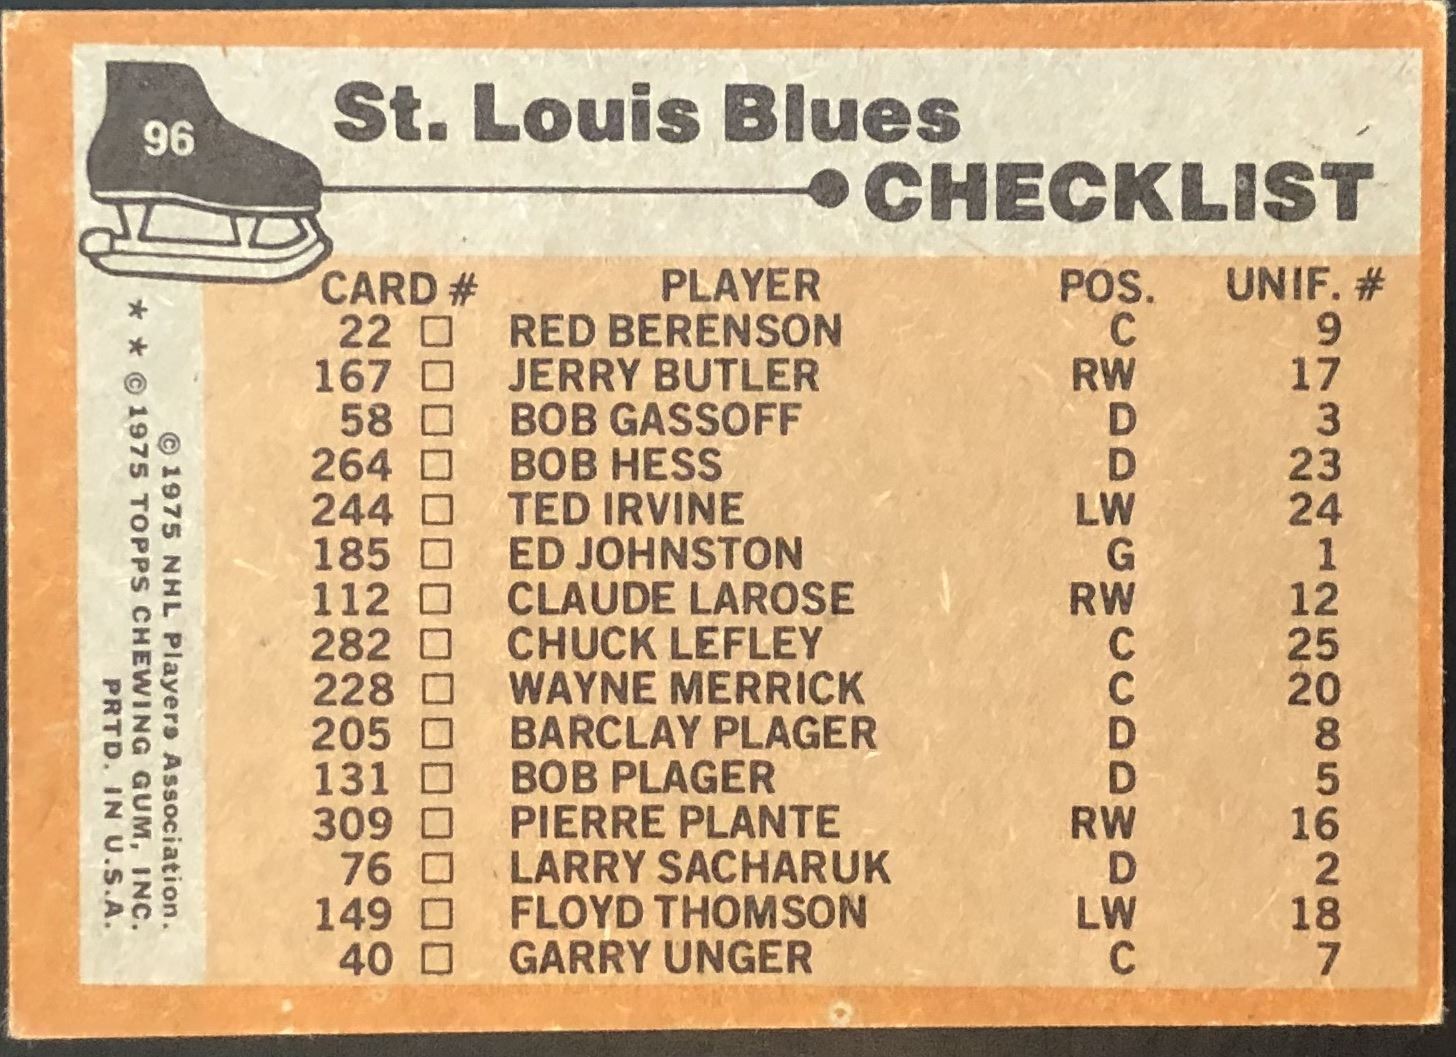 96
St. Louis Blues
CHECKLIST
CARD # PLAYER POS. UNIF. #
22 □ RED BERENSON C 9
167 □ JERRY BUTLER RW 17
58 □ BOB GASSOFF D 3
264 □ BOB HESS D 23
244 □ TED IRVINE LW 24
185 □ ED JOHNSTON G 1
112 □ CLAUDE LAROSE RW 12
282 □ CHUCK LEFLEY C 25
228 □ WAYNE MERRICK C 20
205 □ BARCLAY PLAGER D 8
131 □ BOB PLAGER D 5
309 □ PIERRE PLANTE RW 16
76 □ LARRY SACHARUK D 2
149 □ FLOYD THOMSON LW 18
40 □ GARRY UNGER C 7
© 1975 NHL Players Association.
* * © 1975 TOPPS CHEWING GUM, INC.
PRTD. IN U.S.A.